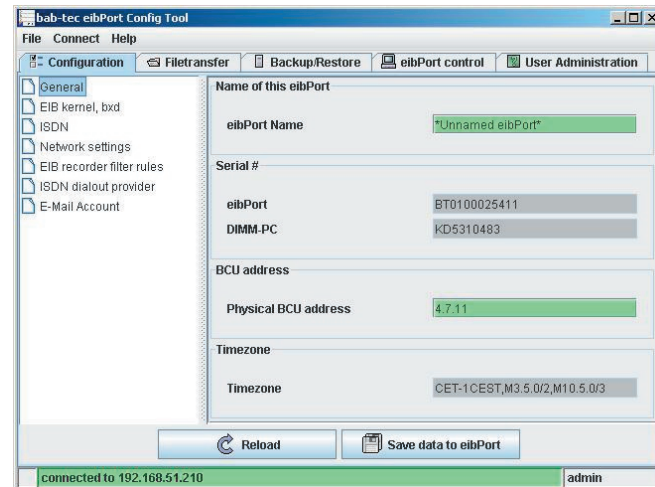 bab-tec eibPort Config Tool
File Connect Help
Configuration Filetransfer Backup/Restore eibPort control User Administration
General
EIB kernel, bxd
ISDN
Network settings
EIB recorder filter rules
ISDN dialout provider
E-Mail Account
Name of this eibPort
eibPort Name *Unnamed eibPort*
Serial #
eibPort BT0100025411
DIMM-PC KD5310483
BCU address
Physical BCU address 4.7.11
Timezone
Timezone CET-1CEST,M3.5.0/2,M10.5.0/3
Reload Save data to eibPort
connected to 192.168.51.210 admin